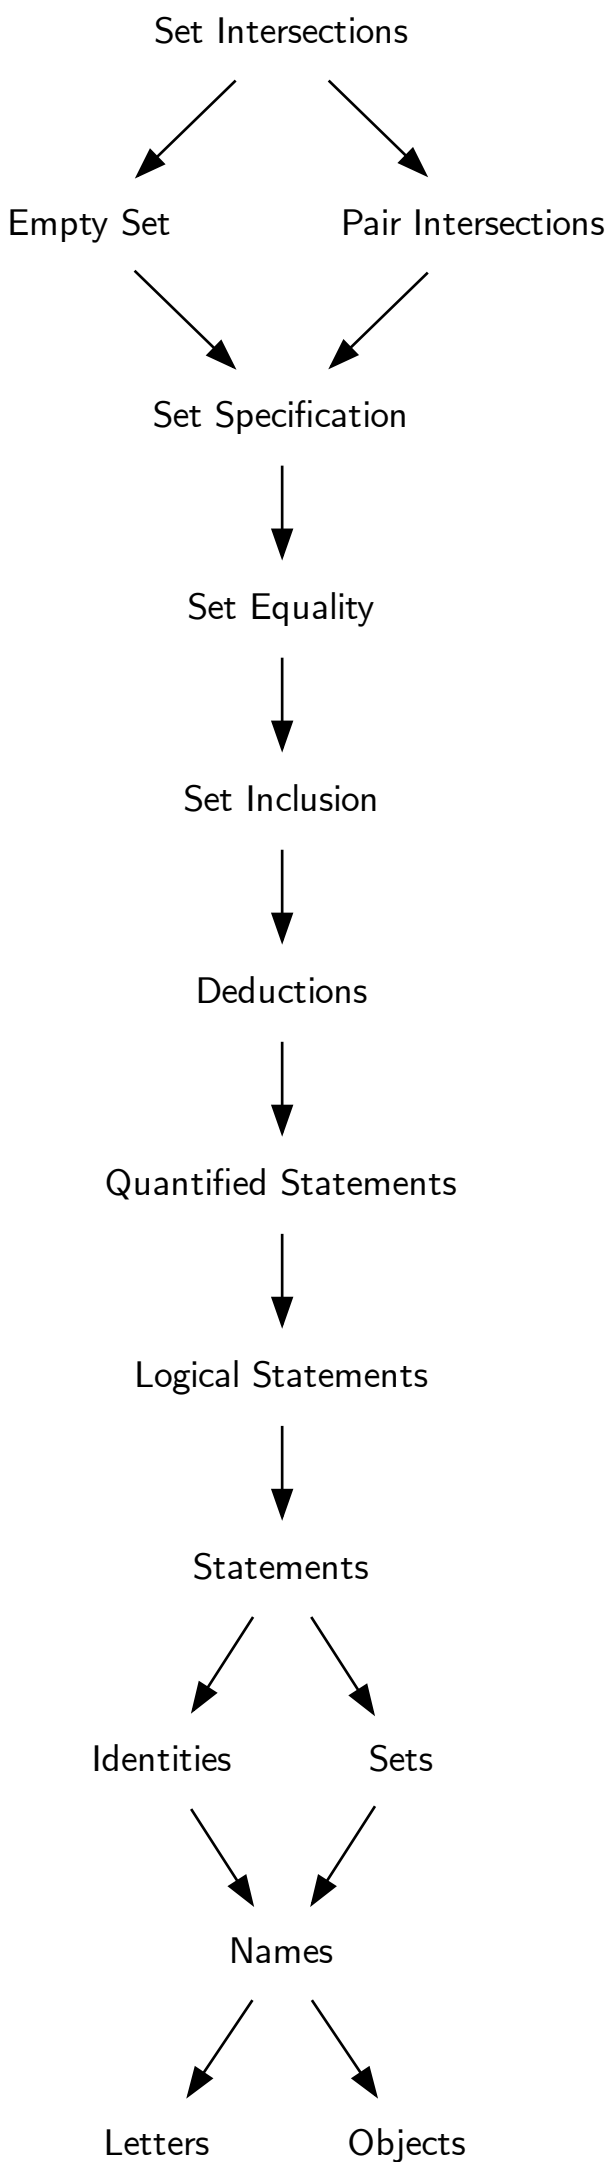 Set Intersections
Empty Set
Pair Intersections
Set Specification
Set Equality
Set Inclusion
Deductions
Quantified Statements
Logical Statements
Statements
Identities
Sets
Names
Letters
Objects